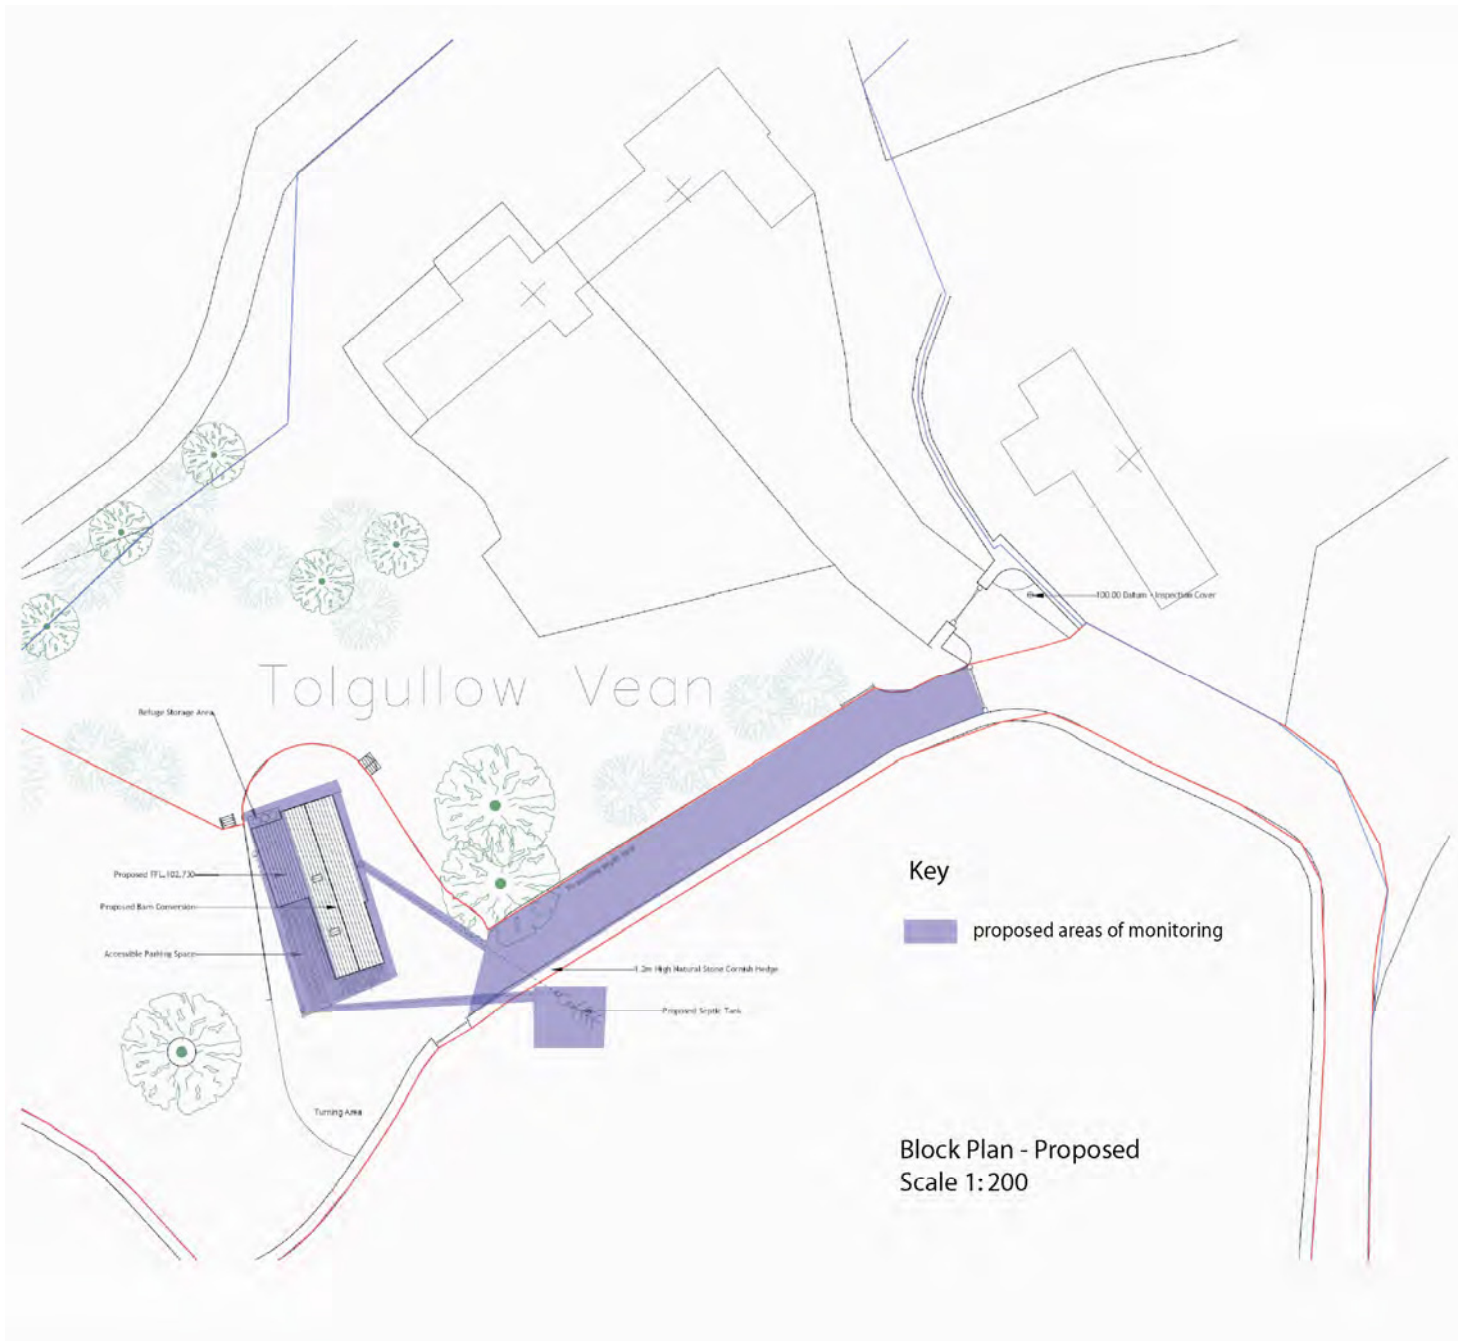 100.00 Datum - Inspection Cover
Tolgullow Vean
Refuge Storage Area
Proposed FFL.102.730
Proposed Barn Conversion
Accessible Parking Space
Key
proposed areas of monitoring
1.2m High Natural Stone Cornish Hedge
Proposed Septic Tank
Turning Area
Block Plan - Proposed
Scale 1:200